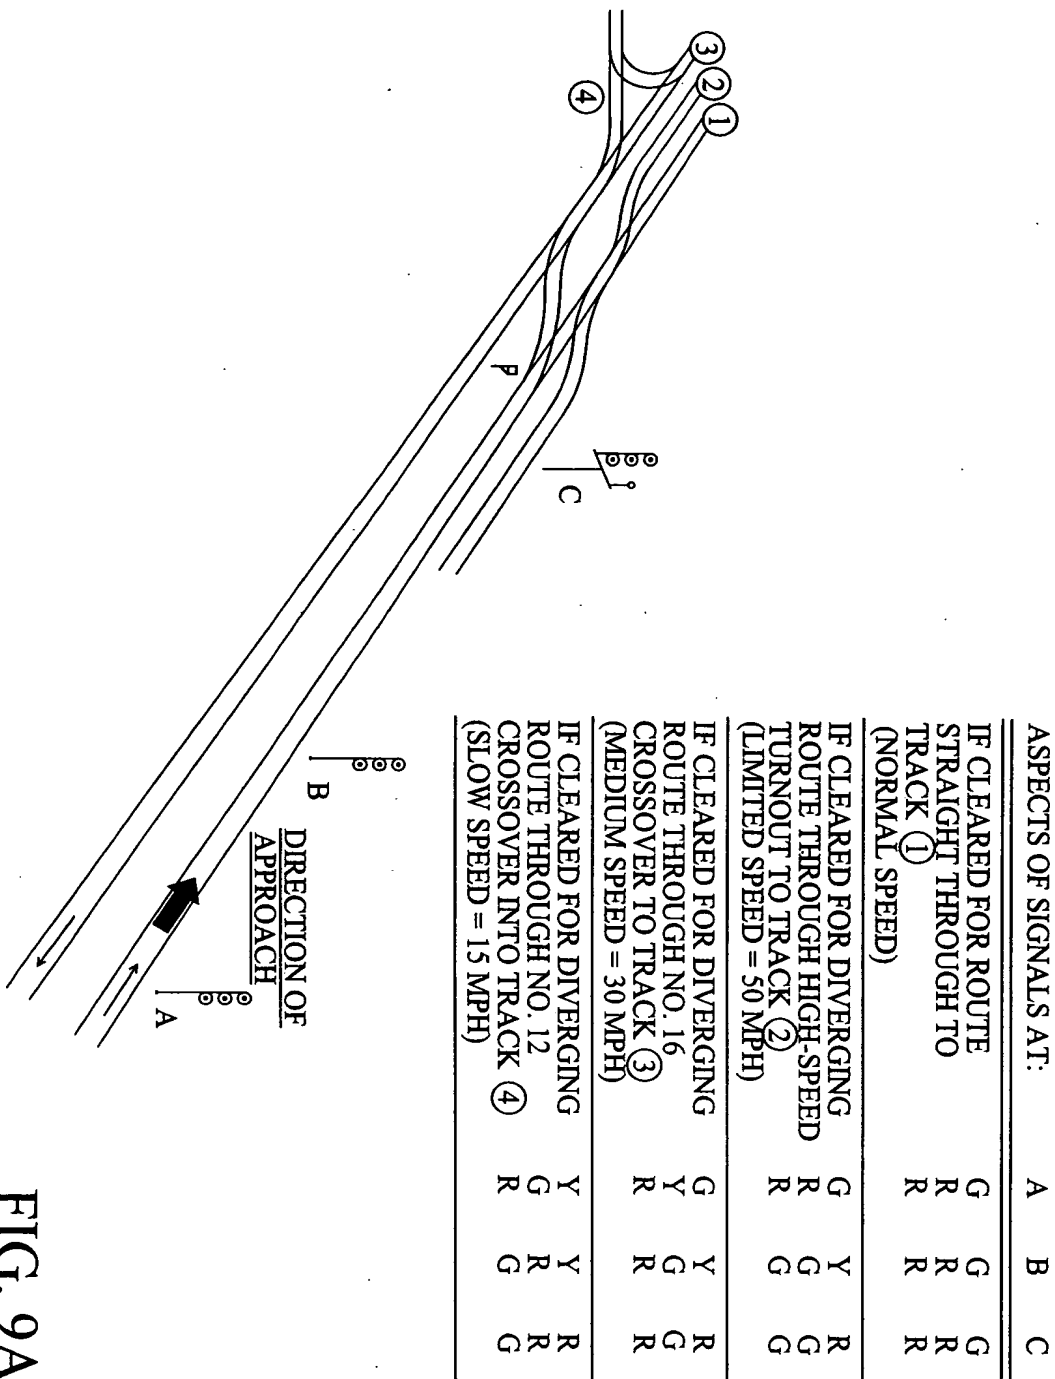 ASPECTS OF SIGNALS AT: A B C
IF CLEARED FOR ROUTE G G G
STRAIGHT THROUGH TO R R R
TRACK ① R R R
(NORMAL SPEED)
IF CLEARED FOR DIVERGING G Y R
ROUTE THROUGH HIGH-SPEED R G G
TURNOUT TO TRACK ② R G G
(LIMITED SPEED = 50 MPH)
IF CLEARED FOR DIVERGING G Y R
ROUTE THROUGH NO. 16 Y G G
CROSSOVER TO TRACK ③ R R R
(MEDIUM SPEED = 30 MPH)
IF CLEARED FOR DIVERGING Y Y R
ROUTE THROUGH NO. 12 G R R
CROSSOVER INTO TRACK ④ R G G
(SLOW SPEED = 15 MPH)
①
②
③
④
C
B
DIRECTION OF
APPROACH
A
FIG. 9A